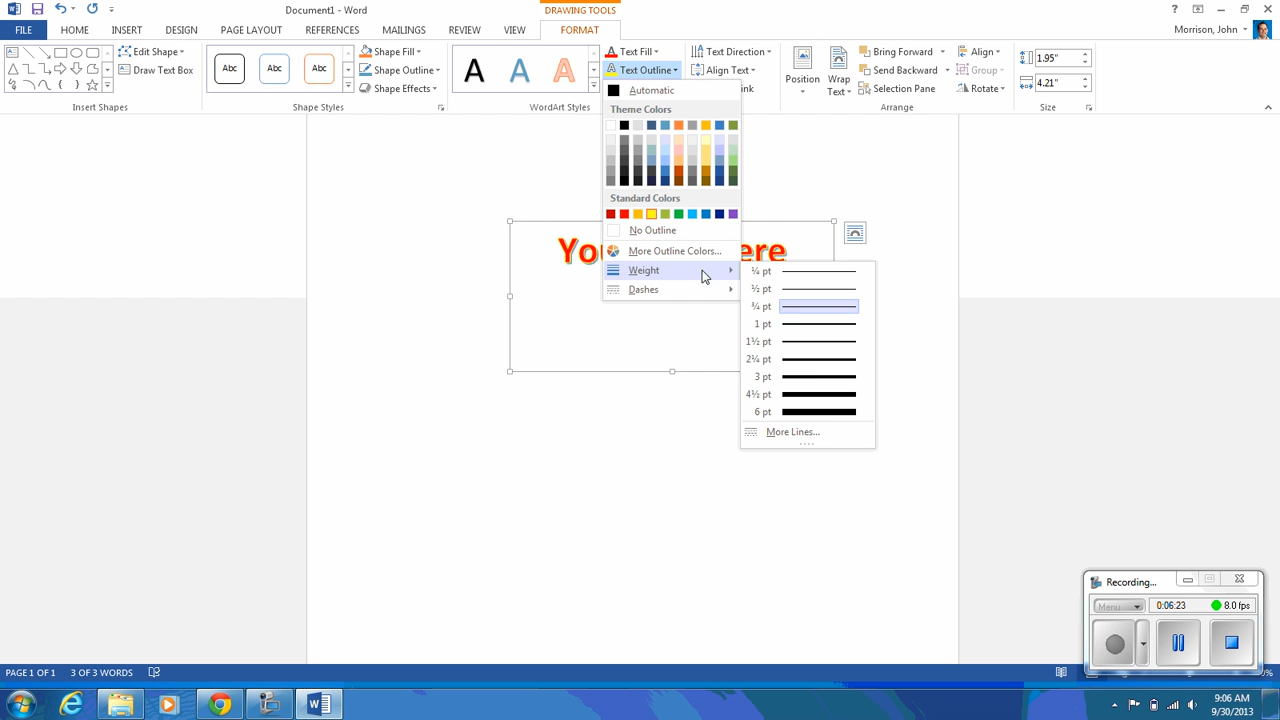 Document1 - Word
DRAWING TOOLS
FILE HOME INSERT DESIGN PAGE LAYOUT REFERENCES MAILINGS REVIEW VIEW FORMAT
Morrison, John
Edit Shape
Draw Text Box
Insert Shapes
Abc Abc Abc
Shape Fill
Shape Outline
Shape Effects
Shape Styles
A A A
WordArt Styles
Text Fill
Text Outline
Text Direction
Align Text
Position
Wrap
Text
Bring Forward
Send Backward
Selection Pane
Align
Group
Rotate
Arrange
1.95"
4.21"
Size
Automatic
Theme Colors
Standard Colors
No Outline
More Outline Colors...
Weight
Dashes
You ere
¼ pt
½ pt
¾ pt
1 pt
1½ pt
2¼ pt
3 pt
4½ pt
6 pt
More Lines...
Recording...
Menu
0:06:23
8.0 fps
PAGE 1 OF 1 3 OF 3 WORDS
9:06 AM
9/30/2013